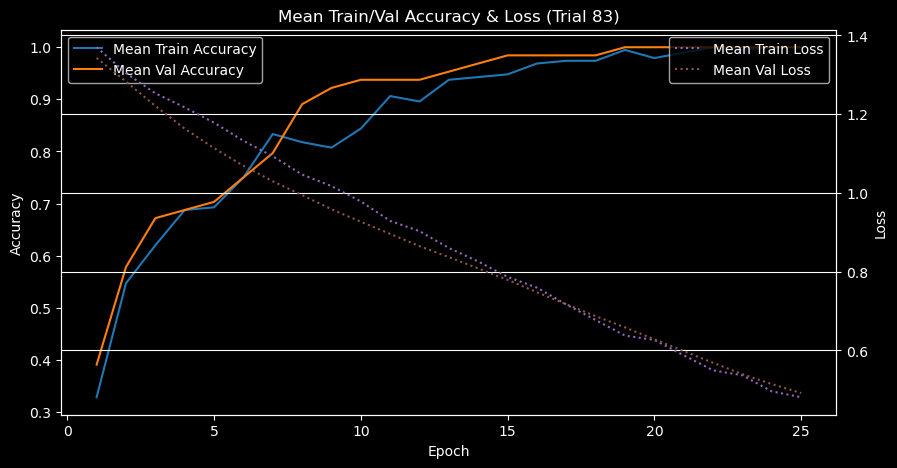 Mean Train/Val Accuracy & Loss (Trial 83)
Mean Train Accuracy
Mean Val Accuracy
Mean Train Loss
Mean Val Loss
1.0
0.9
0.8
0.7
0.6
0.5
0.4
0.3
Accuracy
1.4
1.2
1.0
0.8
0.6
Loss
0 5 10 15 20 25
Epoch